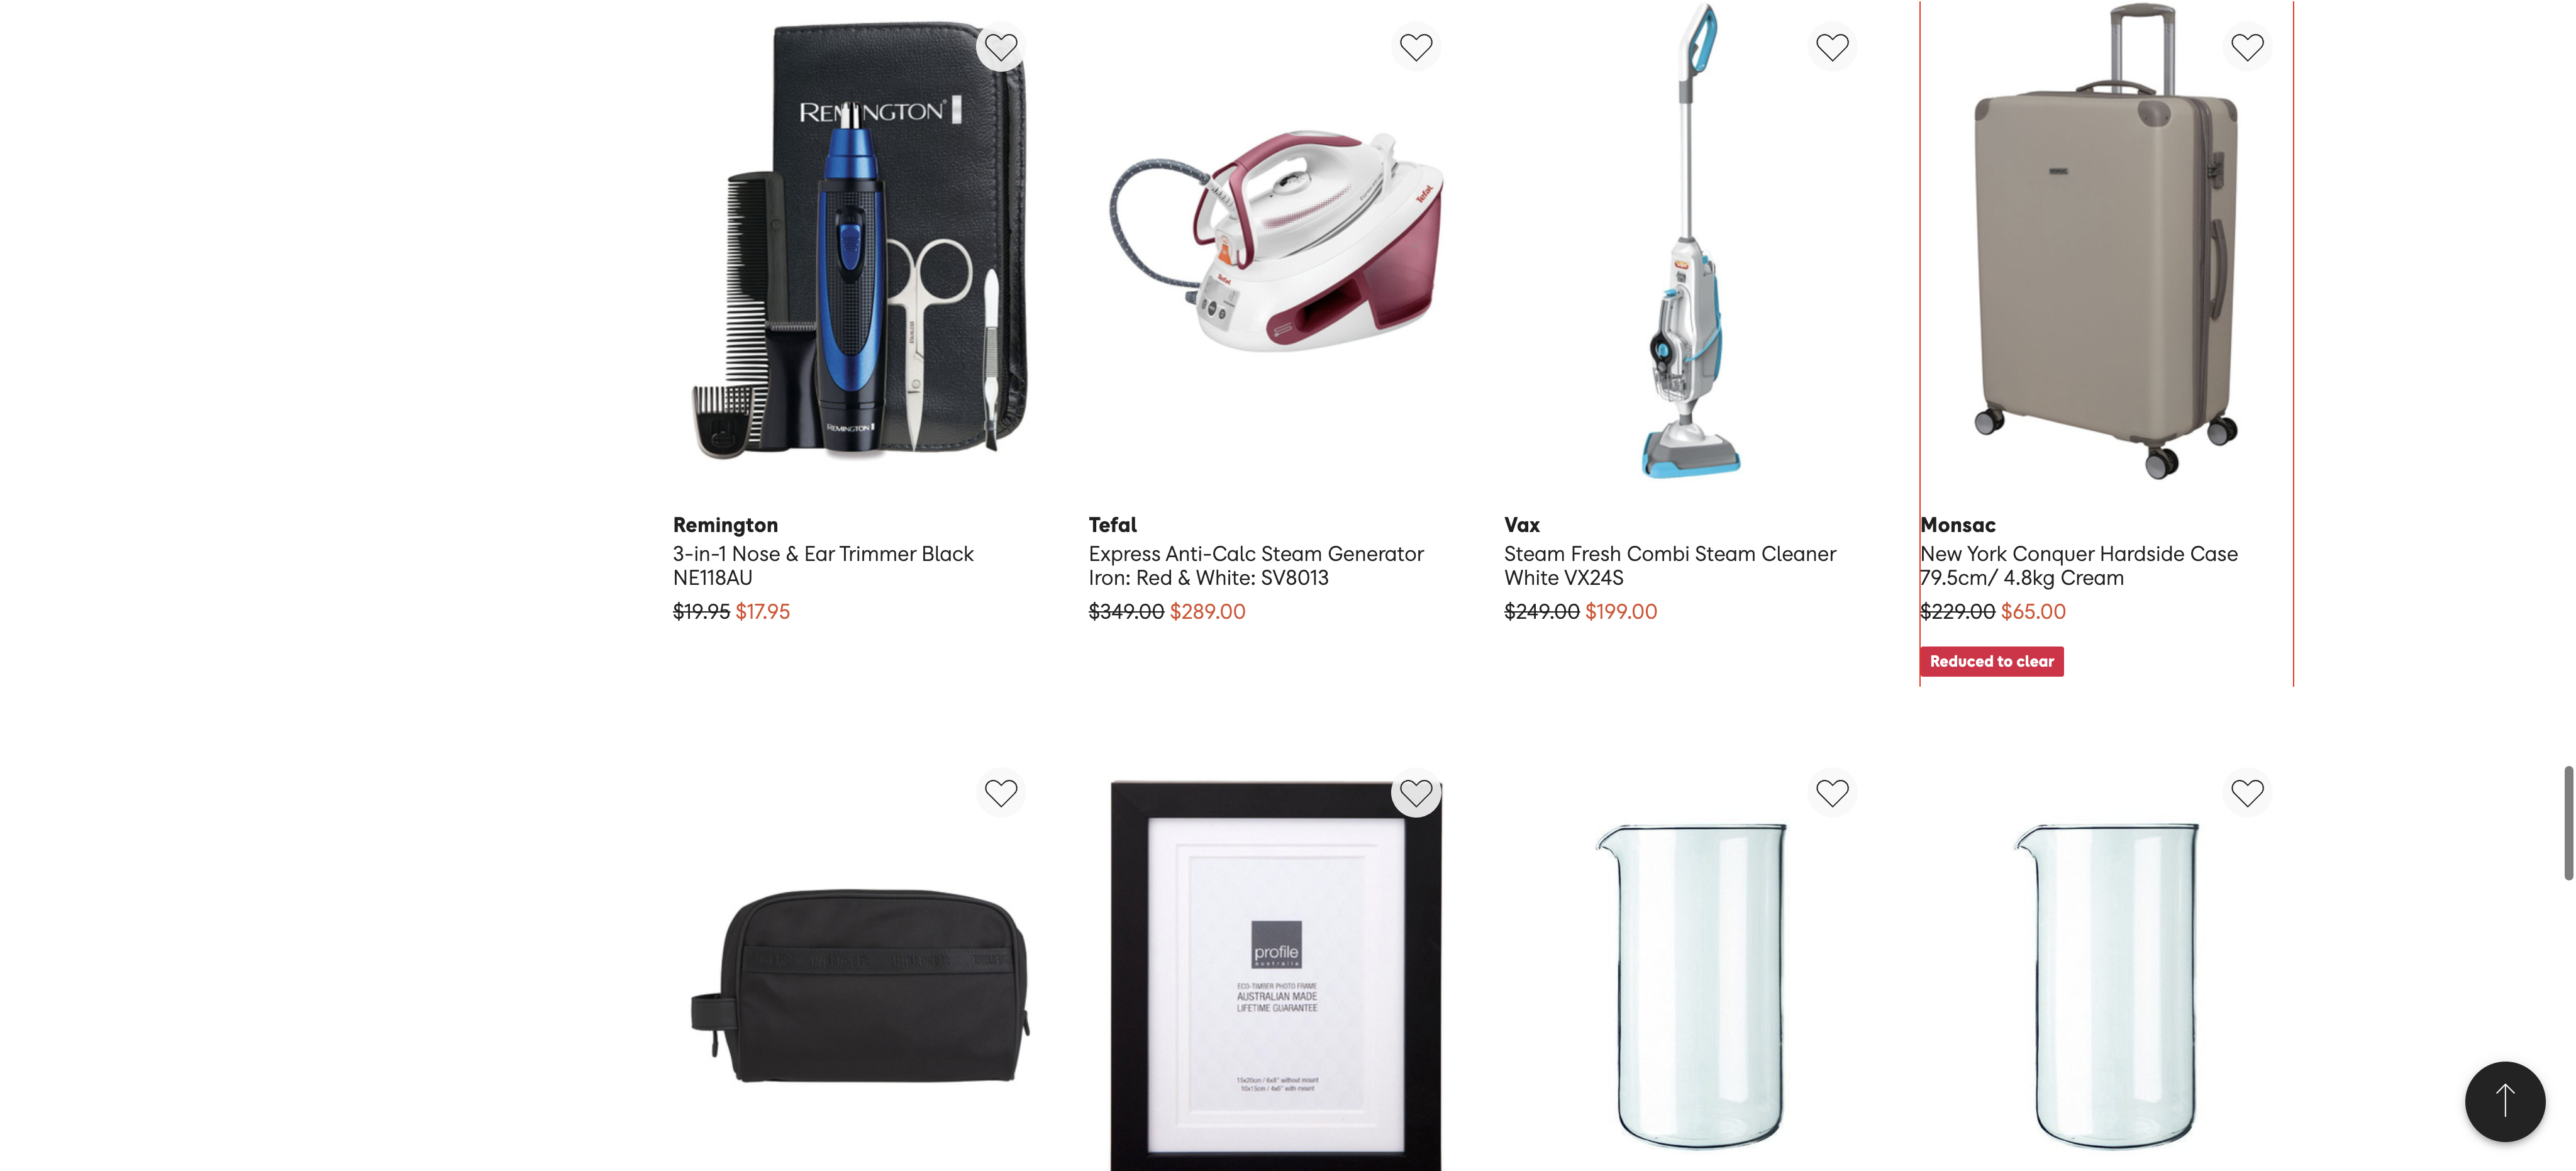 REMINGTON
REMINGTON
Tefal
Tefal
Remington
3-in-1 Nose & Ear Trimmer Black
NE118AU
$19.95 $17.95
Tefal
Express Anti-Calc Steam Generator
Iron: Red & White: SV8013
$349.00 $289.00
Vax
Steam Fresh Combi Steam Cleaner
White VX24S
$249.00 $199.00
Monsac
New York Conquer Hardside Case
79.5cm/ 4.8kg Cream
$229.00 $65.00
Reduced to clear
profile
australia
ECO-TIMBER PHOTO FRAME
AUSTRALIAN MADE
LIFETIME GUARANTEE
15x20cm / 6x8" without mount
10x15cm / 4x6" with mount